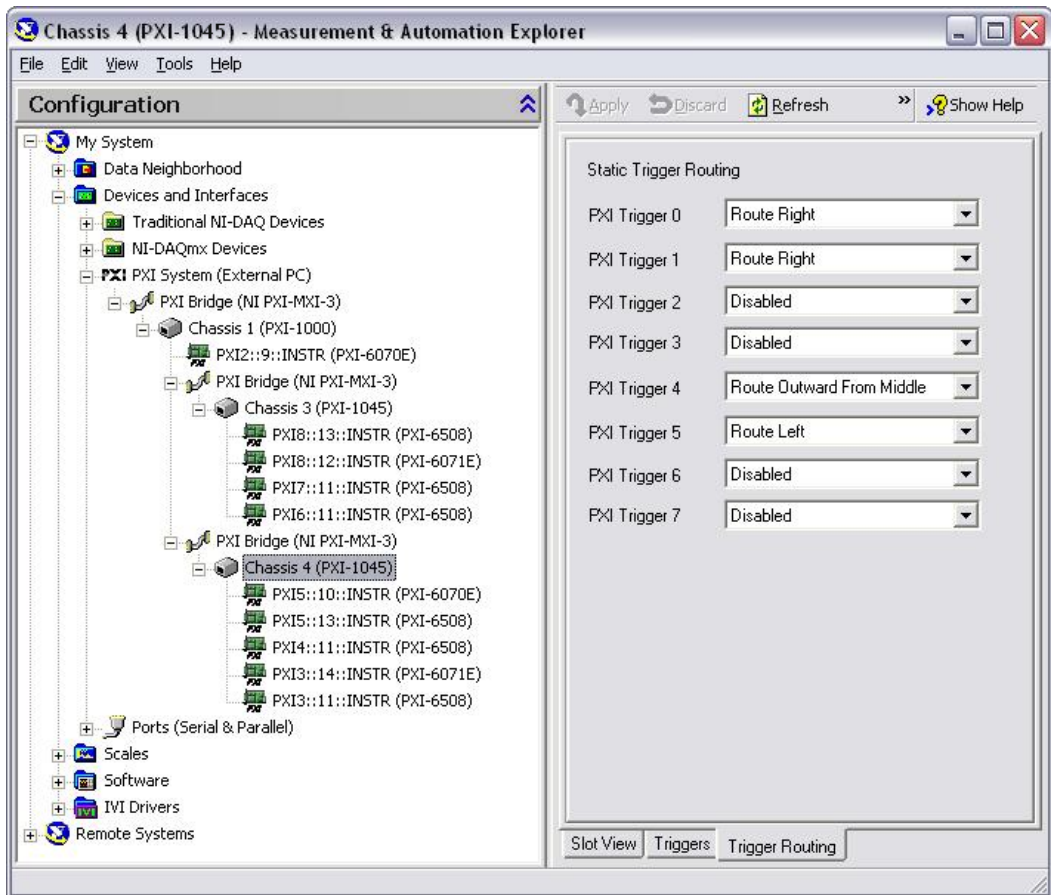 Chassis 4 (PXI-1045) - Measurement & Automation Explorer
File Edit View Tools Help
Configuration
My System
Data Neighborhood
Devices and Interfaces
Traditional NI-DAQ Devices
NI-DAQmx Devices
PXI PXI System (External PC)
PXI Bridge (NI PXI-MXI-3)
Chassis 1 (PXI-1000)
PXI2::9::INSTR (PXI-6070E)
PXI Bridge (NI PXI-MXI-3)
Chassis 3 (PXI-1045)
PXI8::13::INSTR (PXI-6508)
PXI8::12::INSTR (PXI-6071E)
PXI7::11::INSTR (PXI-6508)
PXI6::11::INSTR (PXI-6508)
PXI Bridge (NI PXI-MXI-3)
Chassis 4 (PXI-1045)
PXI5::10::INSTR (PXI-6070E)
PXI5::13::INSTR (PXI-6508)
PXI4::11::INSTR (PXI-6508)
PXI3::14::INSTR (PXI-6071E)
PXI3::11::INSTR (PXI-6508)
Ports (Serial & Parallel)
Scales
Software
IVI Drivers
Remote Systems
Apply Discard Refresh » Show Help
Static Trigger Routing
PXI Trigger 0 Route Right
PXI Trigger 1 Route Right
PXI Trigger 2 Disabled
PXI Trigger 3 Disabled
PXI Trigger 4 Route Outward From Middle
PXI Trigger 5 Route Left
PXI Trigger 6 Disabled
PXI Trigger 7 Disabled
Slot View Triggers Trigger Routing